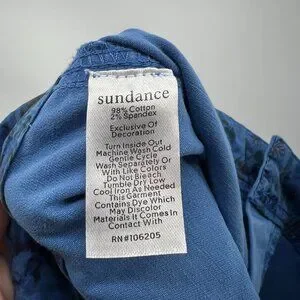 sundance
98% Cotton
2% Spandex
Exclusive Of
Decoration
Turn Inside Out
Machine Wash Cold
Gentle Cycle
Wash Separately Or
With Like Colors
Do Not Bleach
Tumble Dry Low
Cool Iron As Needed
This Garment
Contains Dye Which
May Discolor
Materials It Comes In
Contact With
RN#106205